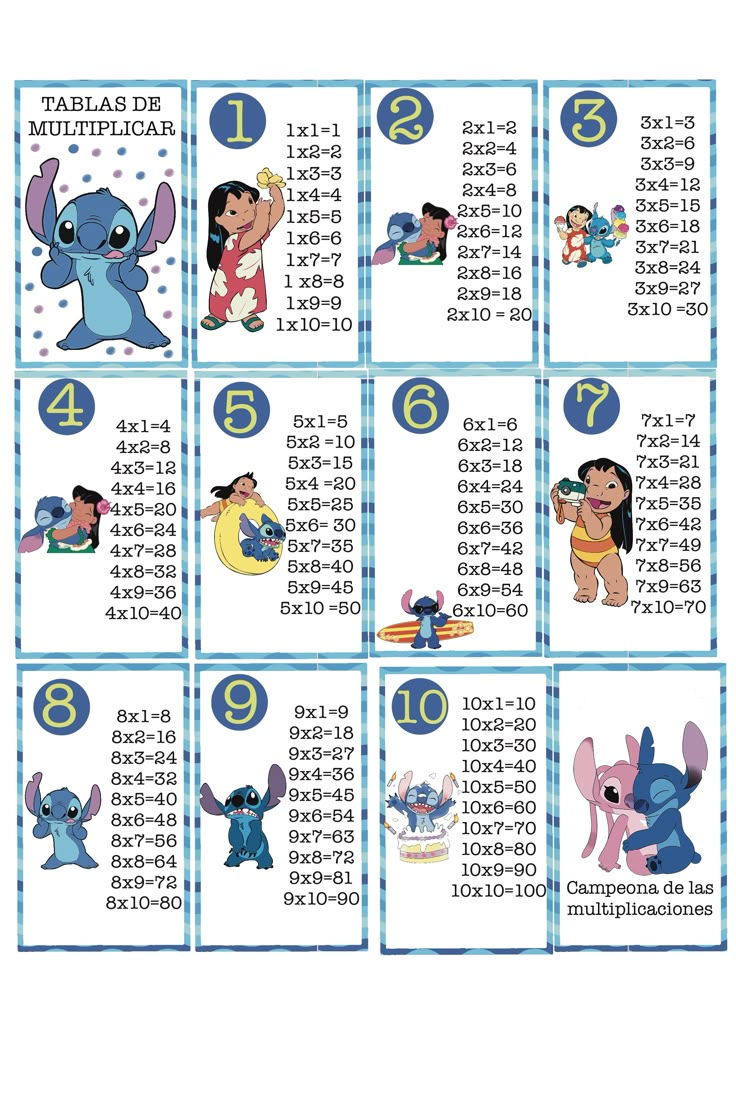 TABLAS DE
MULTIPLICAR
1
1x1=1
1x2=2
1x3=3
1x4=4
1x5=5
1x6=6
1x7=7
1 x8=8
1x9=9
1x10=10
2
2x1=2
2x2=4
2x3=6
2x4=8
2x5=10
2x6=12
2x7=14
2x8=16
2x9=18
2x10 = 20
3
3x1=3
3x2=6
3x3=9
3x4=12
3x5=15
3x6=18
3x7=21
3x8=24
3x9=27
3x10 =30
4
4x1=4
4x2=8
4x3=12
4x4=16
4x5=20
4x6=24
4x7=28
4x8=32
4x9=36
4x10=40
5
5x1=5
5x2 =10
5x3=15
5x4 =20
5x5=25
5x6= 30
5x7=35
5x8=40
5x9=45
5x10 =50
6
6x1=6
6x2=12
6x3=18
6x4=24
6x5=30
6x6=36
6x7=42
6x8=48
6x9=54
6x10=60
7
7x1=7
7x2=14
7x3=21
7x4=28
7x5=35
7x6=42
7x7=49
7x8=56
7x9=63
7x10=70
8
8x1=8
8x2=16
8x3=24
8x4=32
8x5=40
8x6=48
8x7=56
8x8=64
8x9=72
8x10=80
9
9x1=9
9x2=18
9x3=27
9x4=36
9x5=45
9x6=54
9x7=63
9x8=72
9x9=81
9x10=90
10
10x1=10
10x2=20
10x3=30
10x4=40
10x5=50
10x6=60
10x7=70
10x8=80
10x9=90
10x10=100
Campeona de las
multiplicaciones